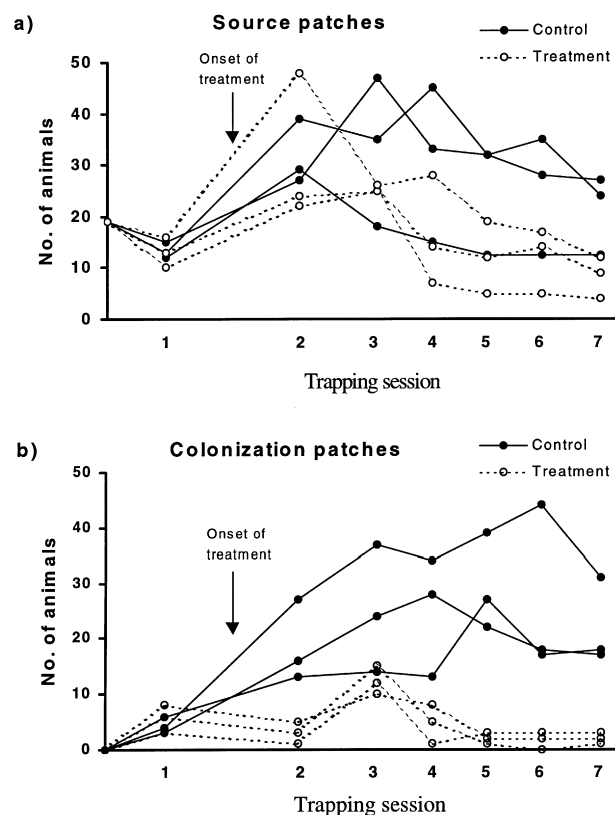 a)
Source patches
Control
Treatment
Onset of
treatment
No. of animals
50
40
30
20
10
0
1 2 3 4 5 6 7
Trapping session
b)
Colonization patches
Control
Treatment
Onset of
treatment
No. of animals
50
40
30
20
10
0
1 2 3 4 5 6 7
Trapping session